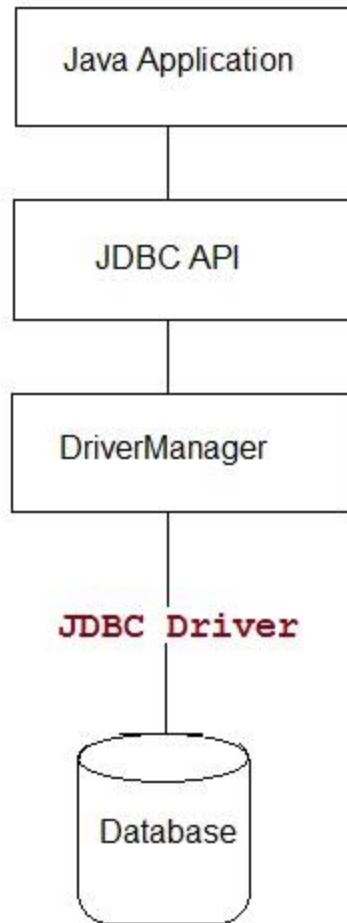 Java Application
JDBC API
DriverManager
JDBC Driver
Database